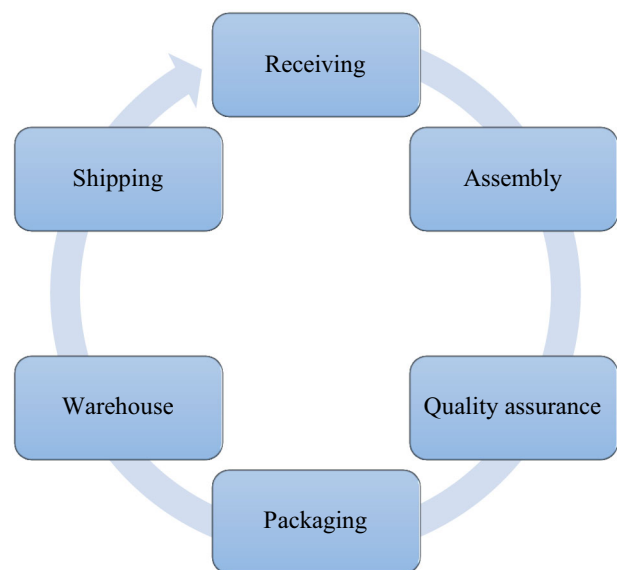 Receiving
Assembly
Quality assurance
Packaging
Warehouse
Shipping